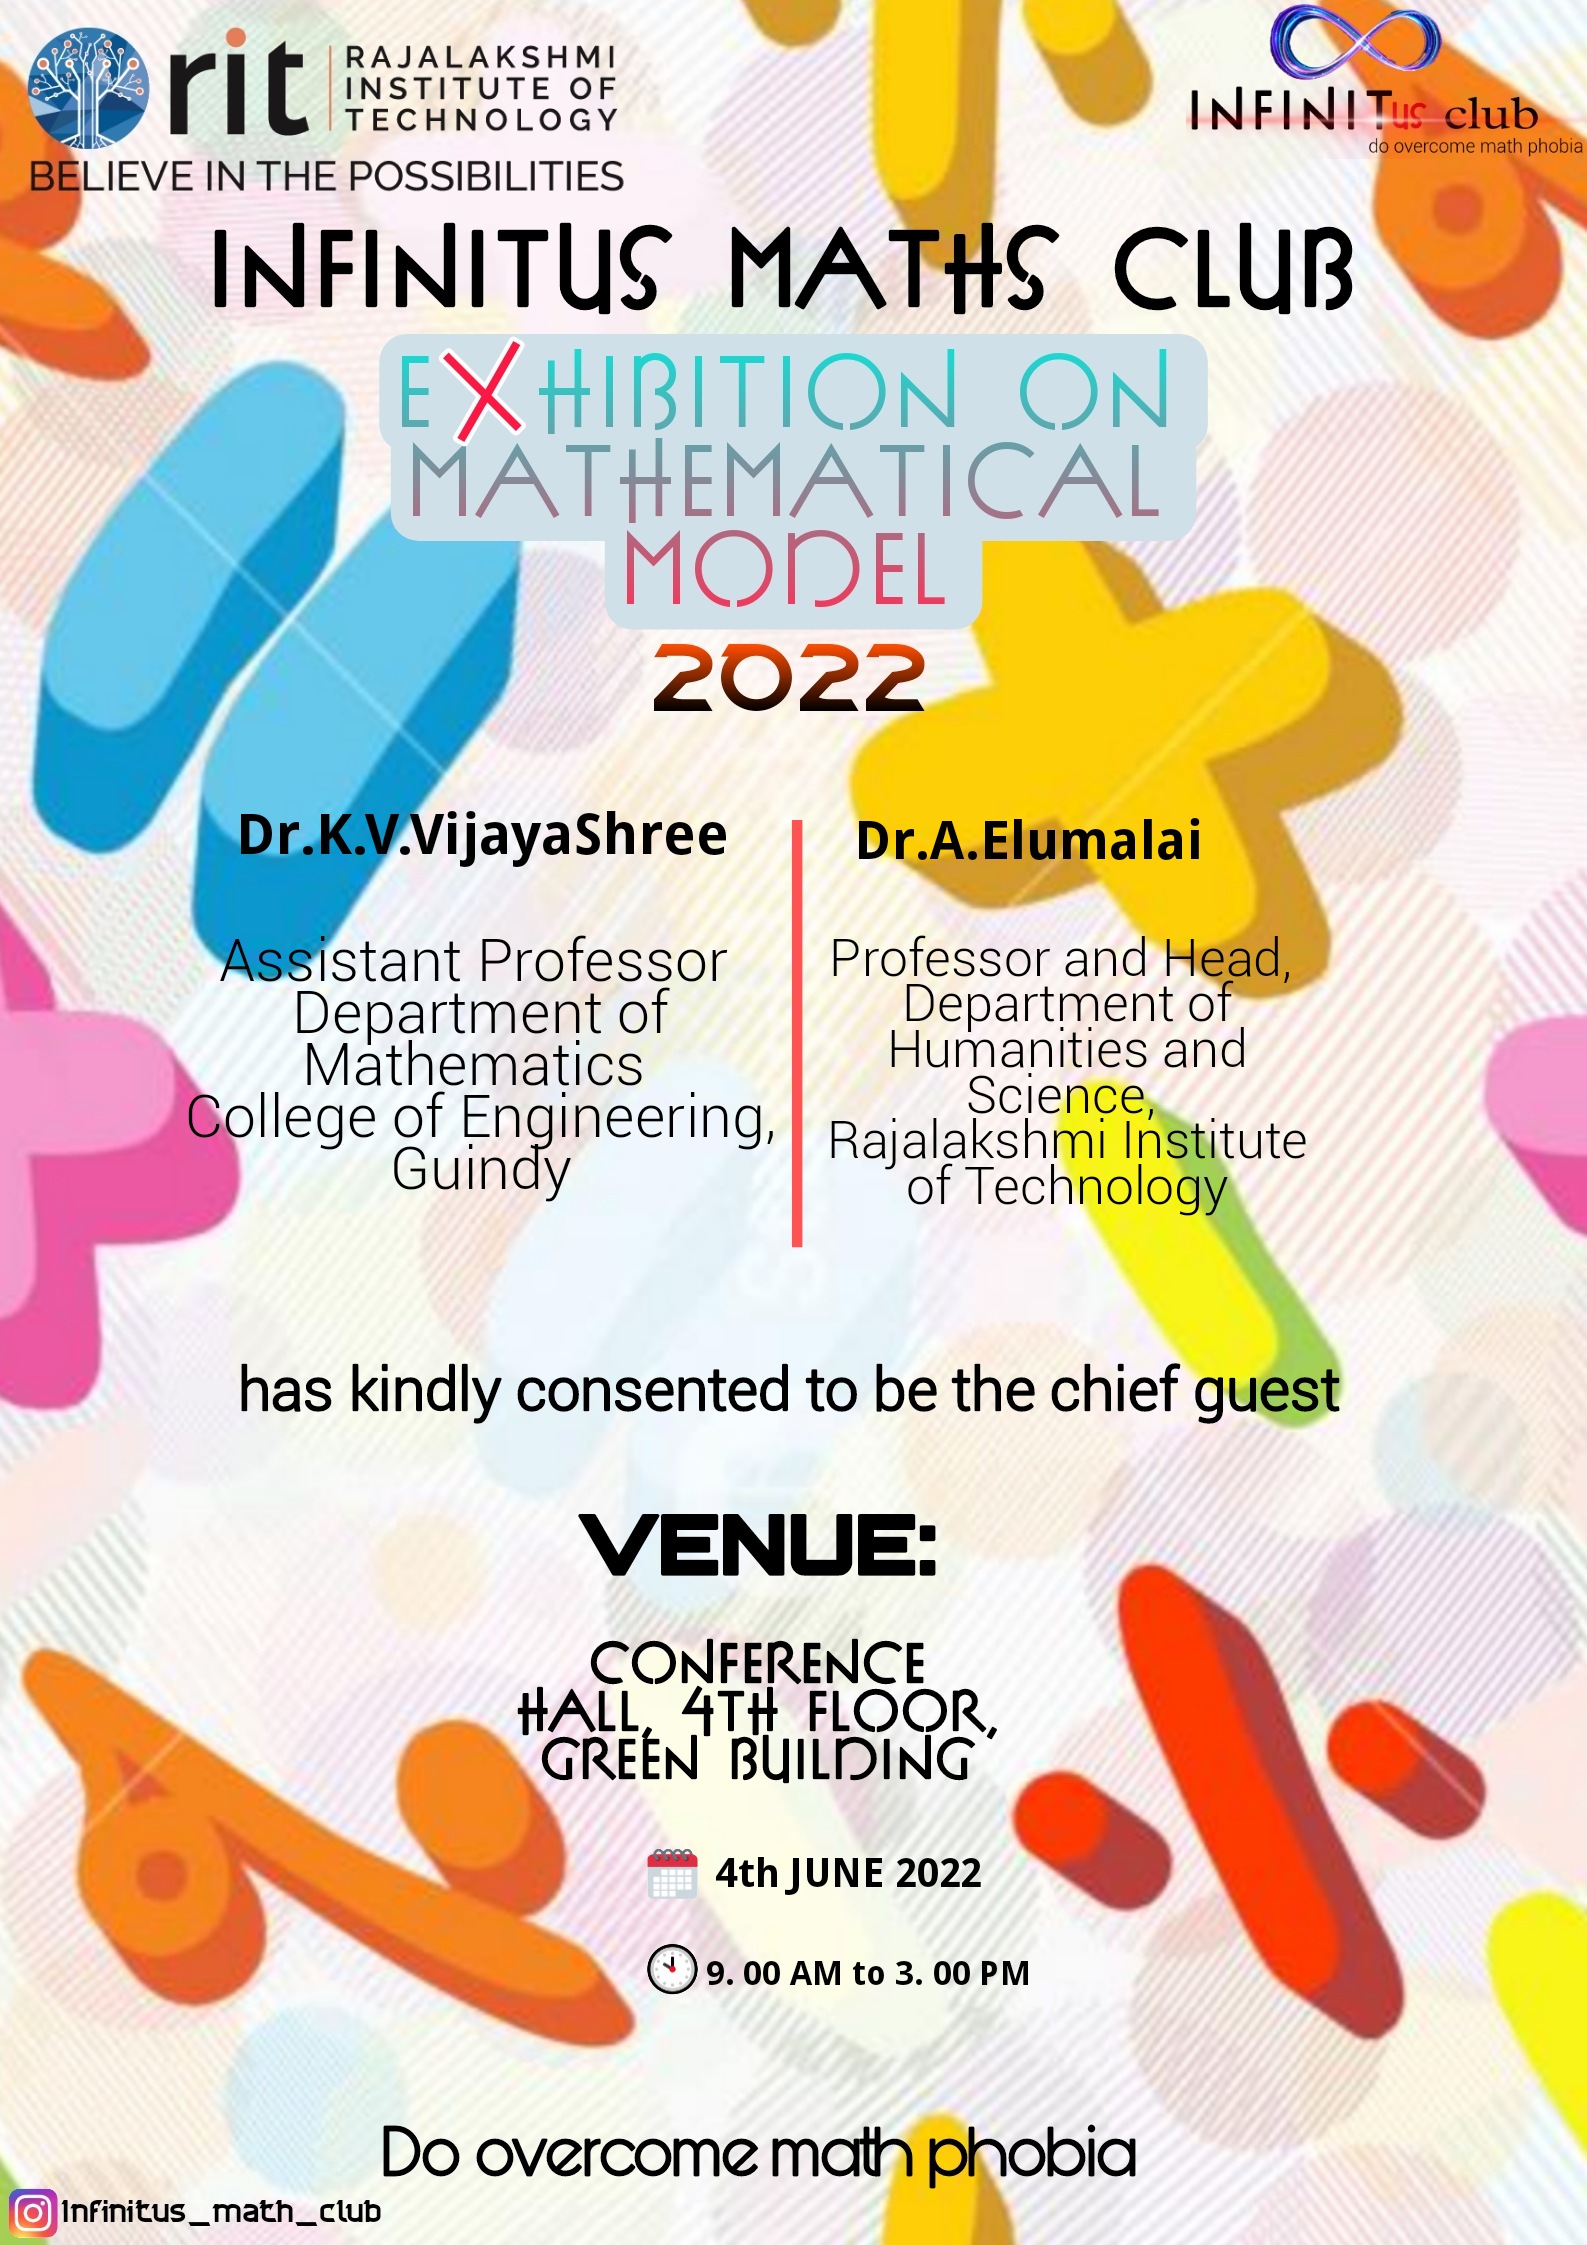 rit
RAJALAKSHMI
INSTITUTE OF
TECHNOLOGY
BELIEVE IN THE POSSIBILITIES
INFINITus club
do overcome math phobia
INFINITUS MATHS CLUB
EXHIBITION ON
MATHEMATICAL
MODEL
2022
Dr.K.V.VijayaShree
Assistant Professor
Department of
Mathematics
College of Engineering,
Guindy
Dr.A.Elumalai
Professor and Head,
Department of
Humanities and
Science,
Rajalakshmi Institute
of Technology
has kindly consented to be the chief guest
VENUE:
CONFERENCE
HALL, 4TH FLOOR,
GREEN BUILDING
4th JUNE 2022
9. 00 AM to 3. 00 PM
Do overcome math phobia
Infinitus_math_club